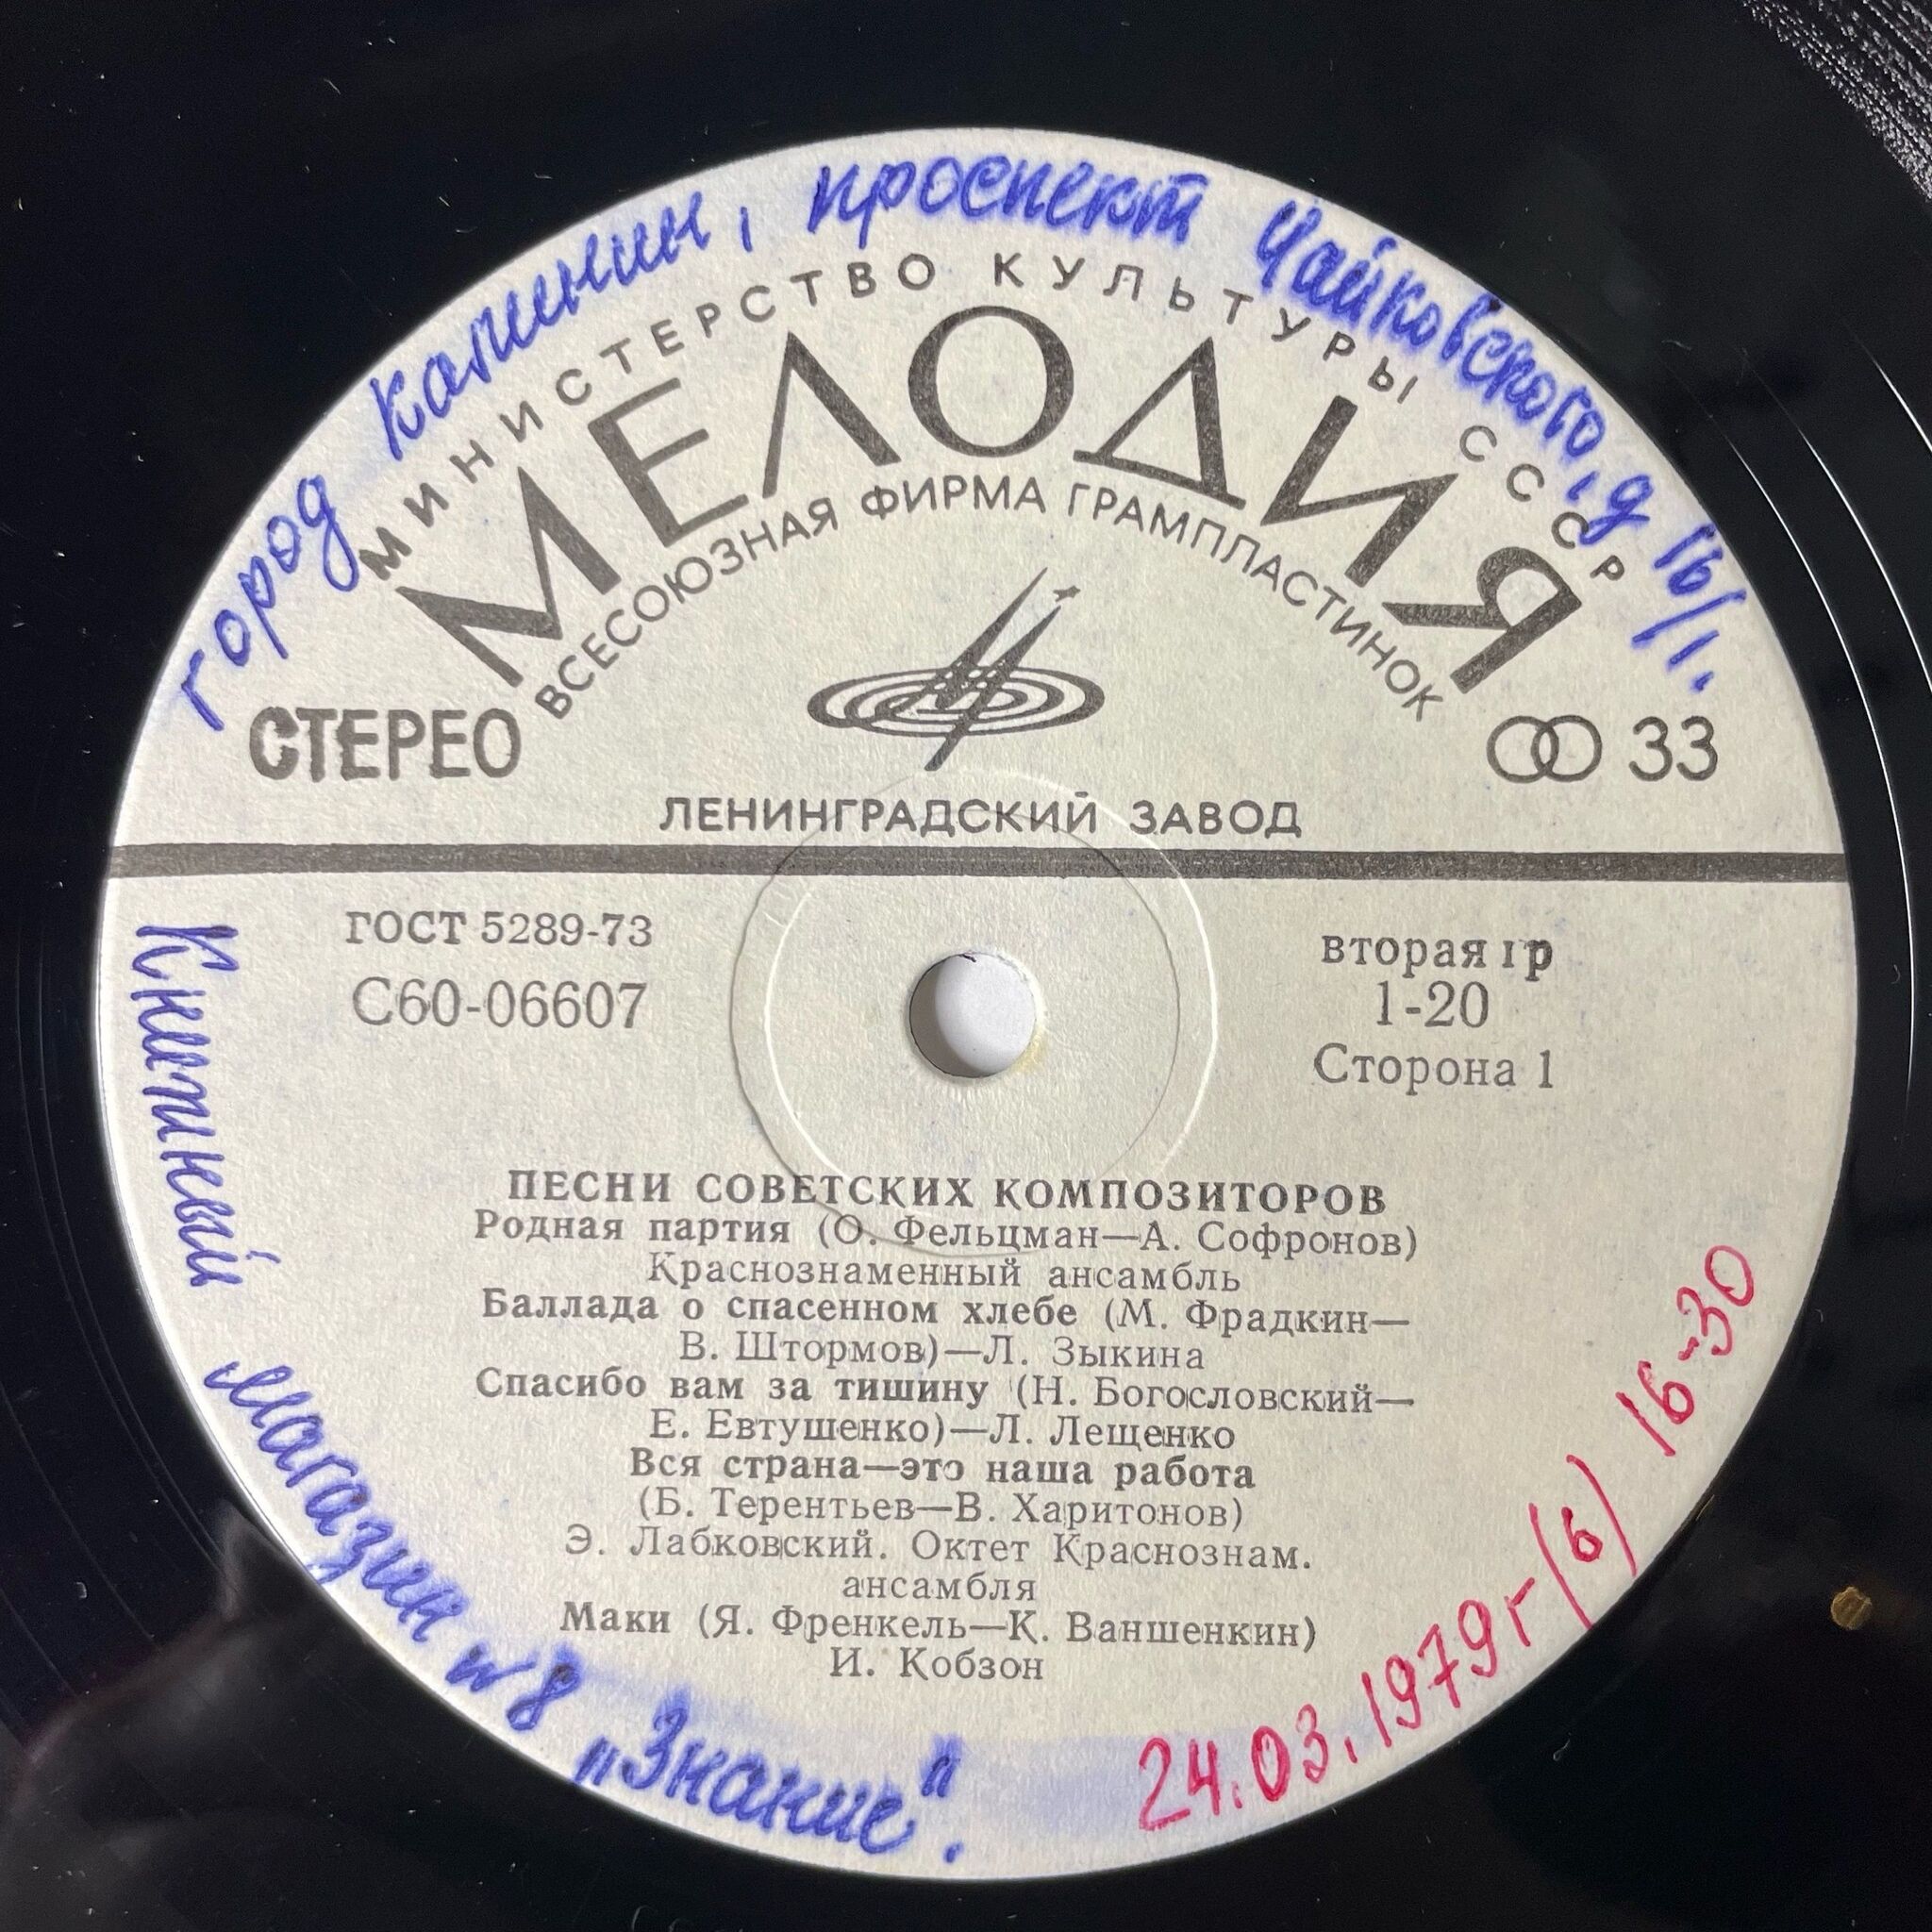 город Калинин, проспект Чайковского, д 16/1.
МИНИСТЕРСТВО КУЛЬТУРЫ СССР
МЕЛОДИЯ
ВСЕСОЮЗНАЯ ФИРМА ГРАМПЛАСТИНОК
СТЕРЕО
33
ЛЕНИНГРАДСКИЙ ЗАВОД
ГОСТ 5289-73
С60-06607
вторая гр
1-20
Сторона 1
ПЕСНИ СОВЕТСКИХ КОМПОЗИТОРОВ
Родная партия (О. Фельцман—А. Софронов)
Краснознаменный ансамбль
Баллада о спасенном хлебе (М. Фрадкин—
В. Штормов)—Л. Зыкина
Спасибо вам за тишину (Н. Богословский—
Е. Евтушенко)—Л. Лещенко
Вся страна—это наша работа
(Б. Терентьев—В. Харитонов)
Э. Лабковский. Октет Краснознам.
ансамбля
Маки (Я. Френкель—К. Ваншенкин)
И. Кобзон
Книжный магазин №8 „Знание".
24.03.1979г (6) 16-30